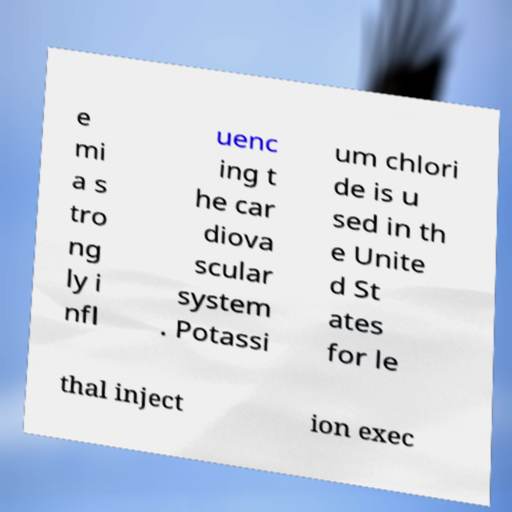 e
mi
a s
tro
ng
ly i
nfl
uenc
ing t
he car
diova
scular
system
. Potassi
um chlori
de is u
sed in th
e Unite
d St
ates
for le
thal inject
ion exec